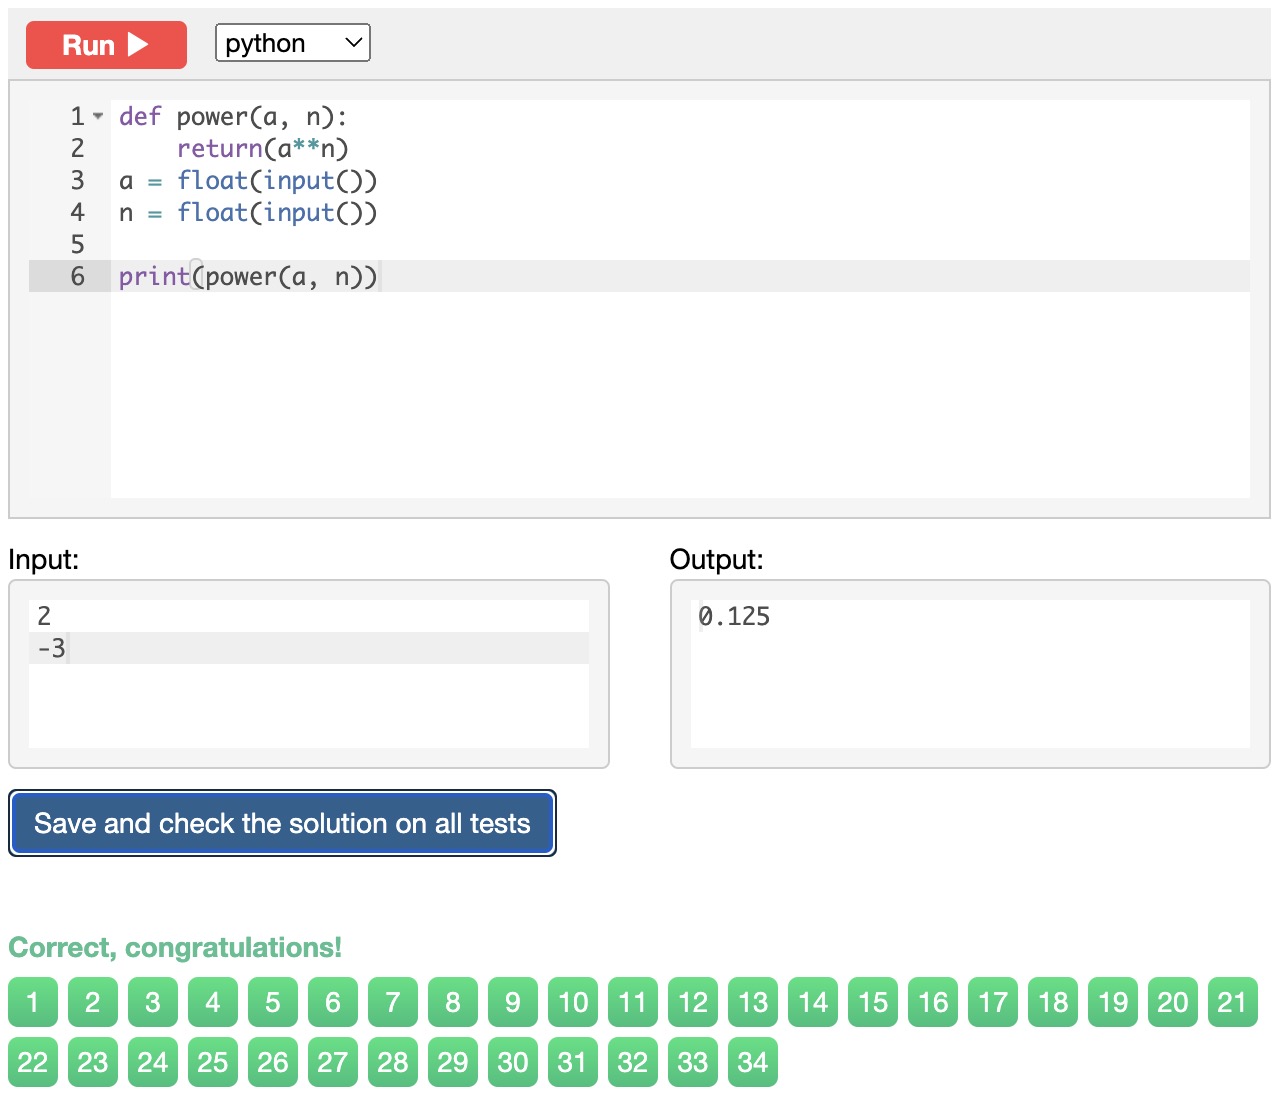 Run python
1 def power(a, n):
2     return(a**n)
3 a = float(input())
4 n = float(input())
5
6 print(power(a, n))
Input:
2
-3
Output:
0.125
Save and check the solution on all tests
Correct, congratulations!
1 2 3 4 5 6 7 8 9 10 11 12 13 14 15 16 17 18 19 20 21
22 23 24 25 26 27 28 29 30 31 32 33 34